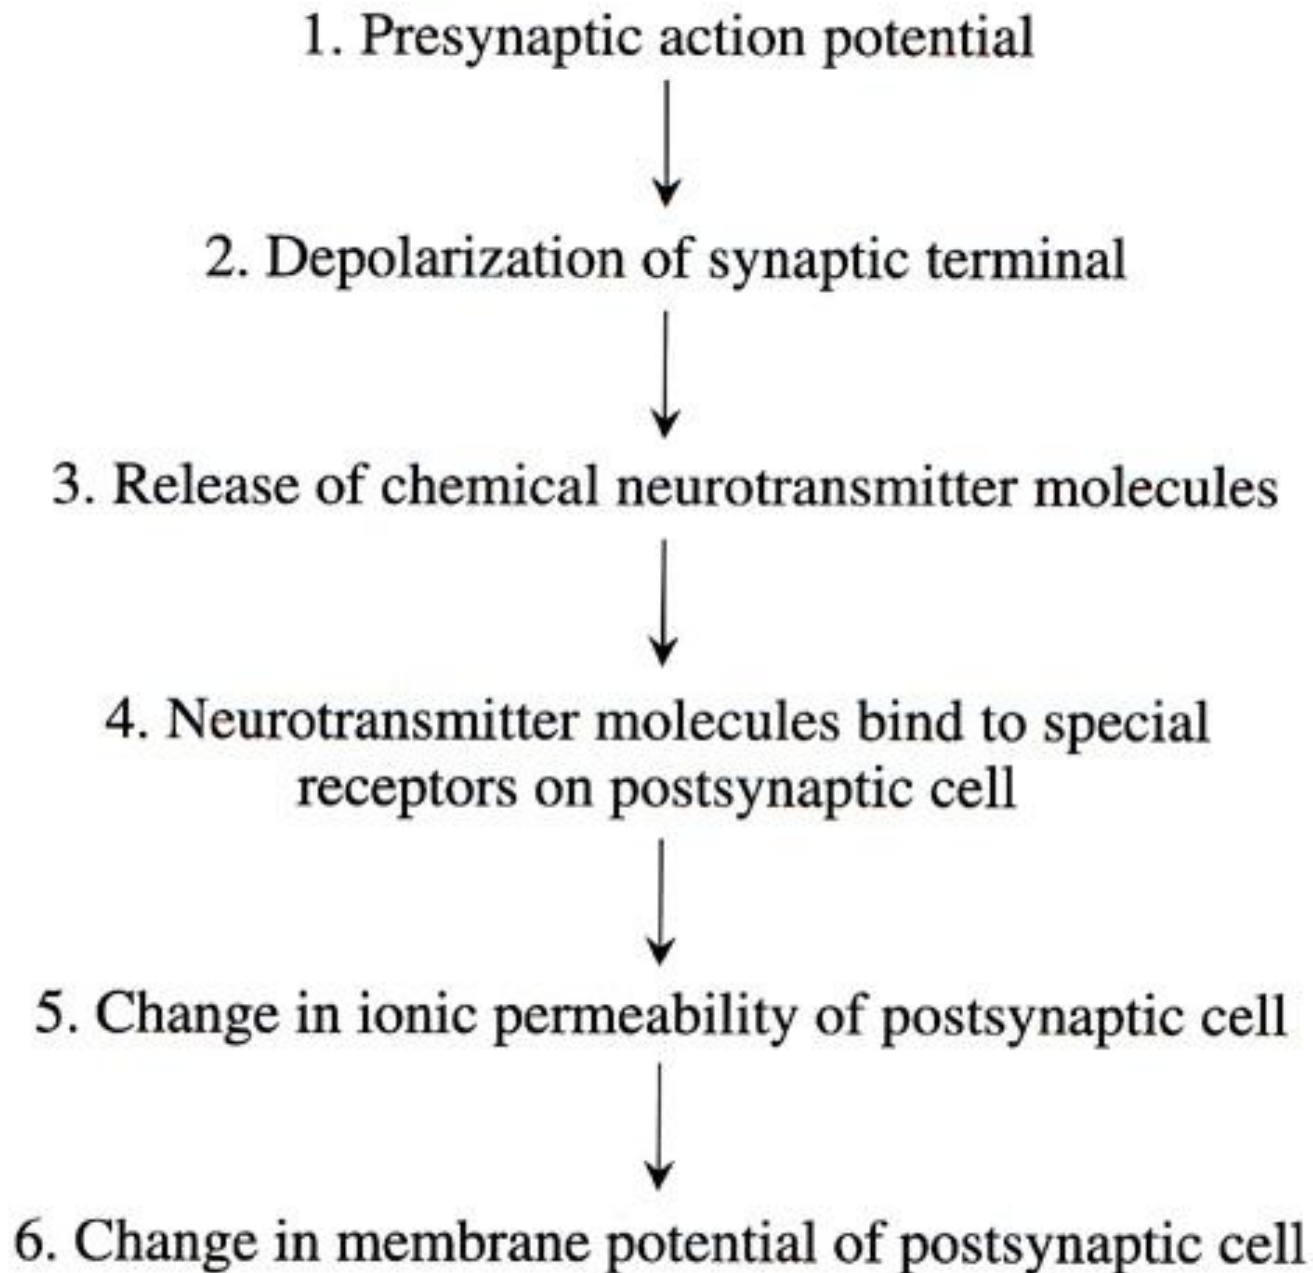 1. Presynaptic action potential
2. Depolarization of synaptic terminal
3. Release of chemical neurotransmitter molecules
4. Neurotransmitter molecules bind to special
receptors on postsynaptic cell
5. Change in ionic permeability of postsynaptic cell
6. Change in membrane potential of postsynaptic cell